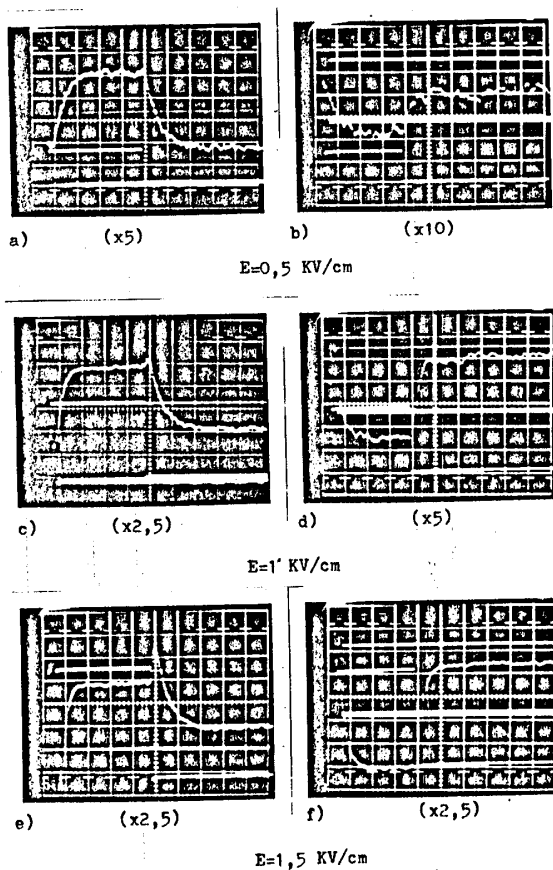 a) (x5) b) (x10)
E=0,5 KV/cm
c) (x2,5) d) (x5)
E=1 KV/cm
e) (x2,5) f) (x2,5)
E=1,5 KV/cm